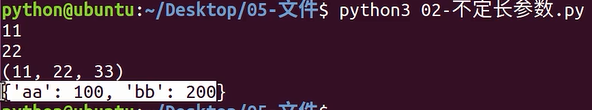 python@ubuntu:~/Desktop/05-文件$ python3 02-不定长参数.py
11
22
(11, 22, 33)
{'aa': 100, 'bb': 200}